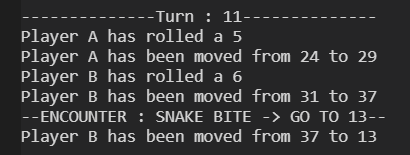 --------------Turn : 11--------------
Player A has rolled a 5
Player A has been moved from 24 to 29
Player B has rolled a 6
Player B has been moved from 31 to 37
--ENCOUNTER : SNAKE BITE -> GO TO 13--
Player B has been moved from 37 to 13